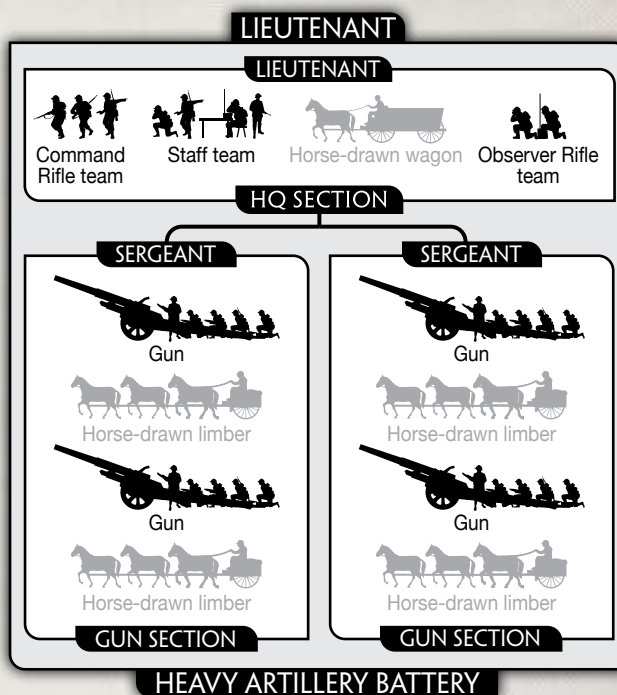 LIEUTENANT
LIEUTENANT
Command
Rifle team
Staff team
Horse-drawn wagon
Observer Rifle
team
HQ SECTION
SERGEANT
Gun
Horse-drawn limber
Gun
Horse-drawn limber
GUN SECTION
SERGEANT
Gun
Horse-drawn limber
Gun
Horse-drawn limber
GUN SECTION
HEAVY ARTILLERY BATTERY